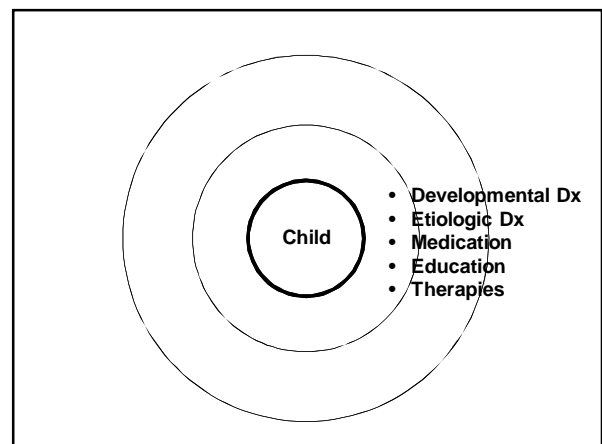 Child
• Developmental Dx
• Etiologic Dx
• Medication
• Education
• Therapies